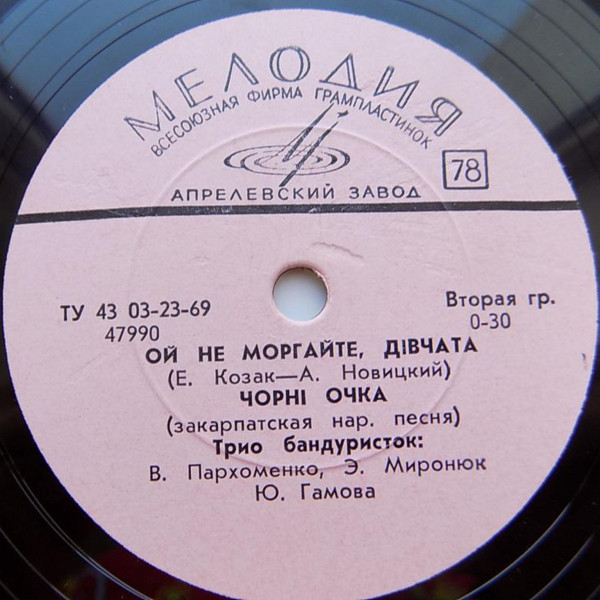 МЕЛОДИЯ
ВСЕСОЮЗНАЯ ФИРМА ГРАМПЛАСТИНОК
78
АПРЕЛЕВСКИЙ ЗАВОД
ТУ 43 03-23-69
Вторая гр.
47990
0-30
ОЙ НЕ МОРГАЙТЕ, ДІВЧАТА
(Е. Козак—А. Новицкий)
ЧОРНІ ОЧКА
(закарпатская нар. песня)
Трио бандуристок:
В. Пархоменко, Э. Миронюк
Ю. Гамова